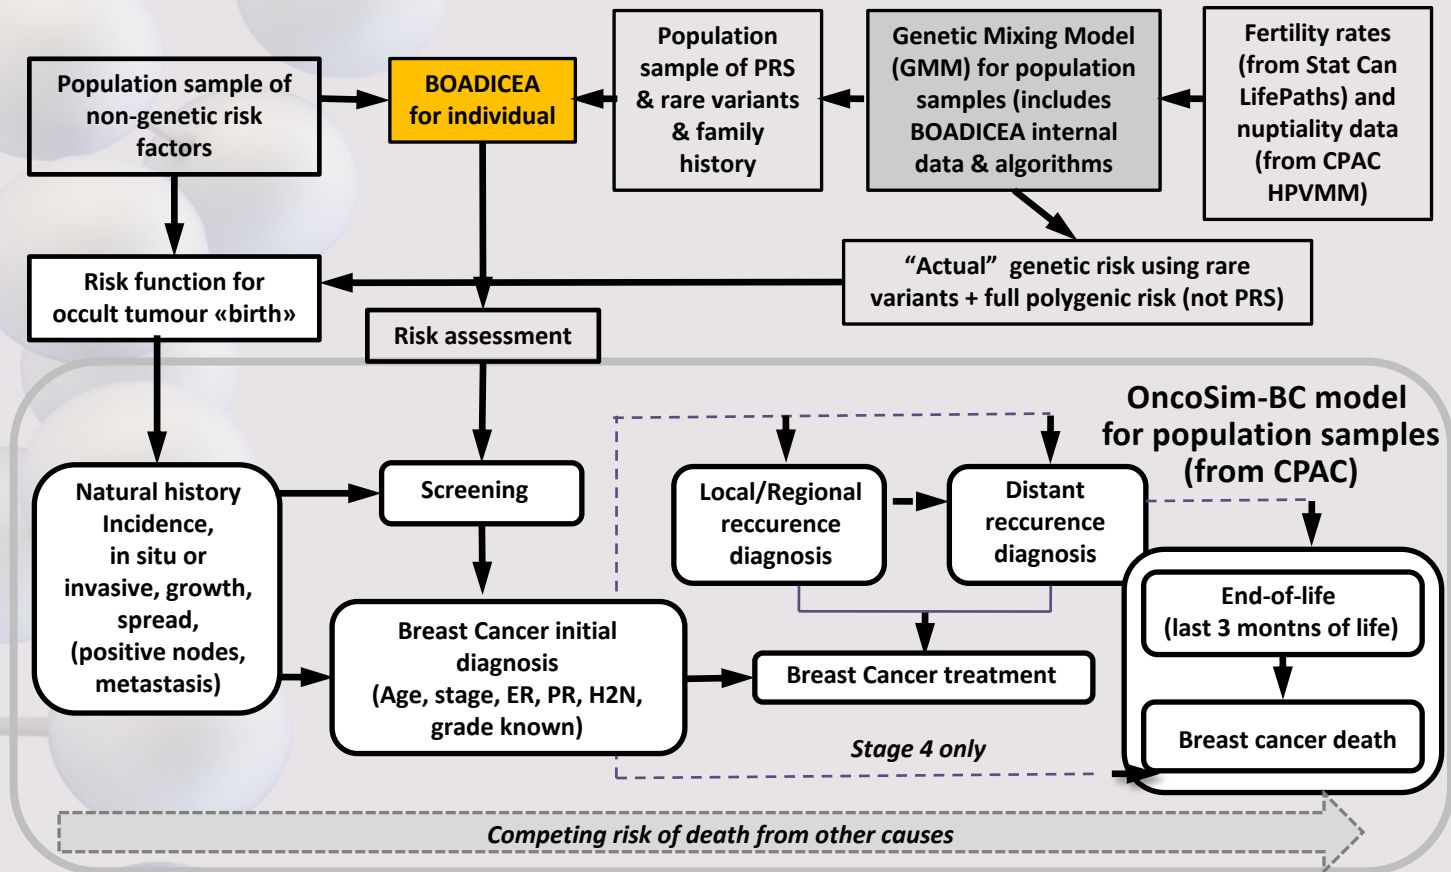 Population sample of
non-genetic risk
factors
BOADICEA
for individual
Population
sample of PRS
& rare variants
& family
history
Genetic Mixing Model
(GMM) for population
samples (includes
BOADICEA internal
data & algorithms
Fertility rates
(from Stat Can
LifePaths) and
nuptiality data
(from CPAC
HPVMM)
Risk function for
occult tumour «birth»
Risk assessment
“Actual” genetic risk using rare
variants + full polygenic risk (not PRS)
OncoSim-BC model
for population samples
(from CPAC)
Natural history
Incidence,
in situ or
invasive, growth,
spread,
(positive nodes,
metastasis)
Screening
Local/Regional
reccurence
diagnosis
Distant
reccurence
diagnosis
Breast Cancer initial
diagnosis
(Age, stage, ER, PR, H2N,
grade known)
Breast Cancer treatment
End-of-life
(last 3 montns of life)
Breast cancer death
Stage 4 only
Competing risk of death from other causes